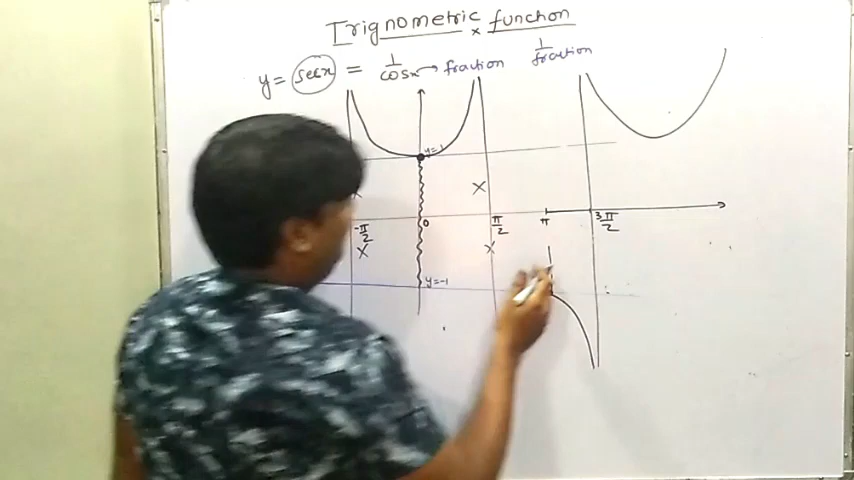 Trignometric function
×
y = secx = 1/cosx → fraction 1/fraction
y=1
×
×
0
π/2
π
3π/2
-π/2
×
×
y=-1